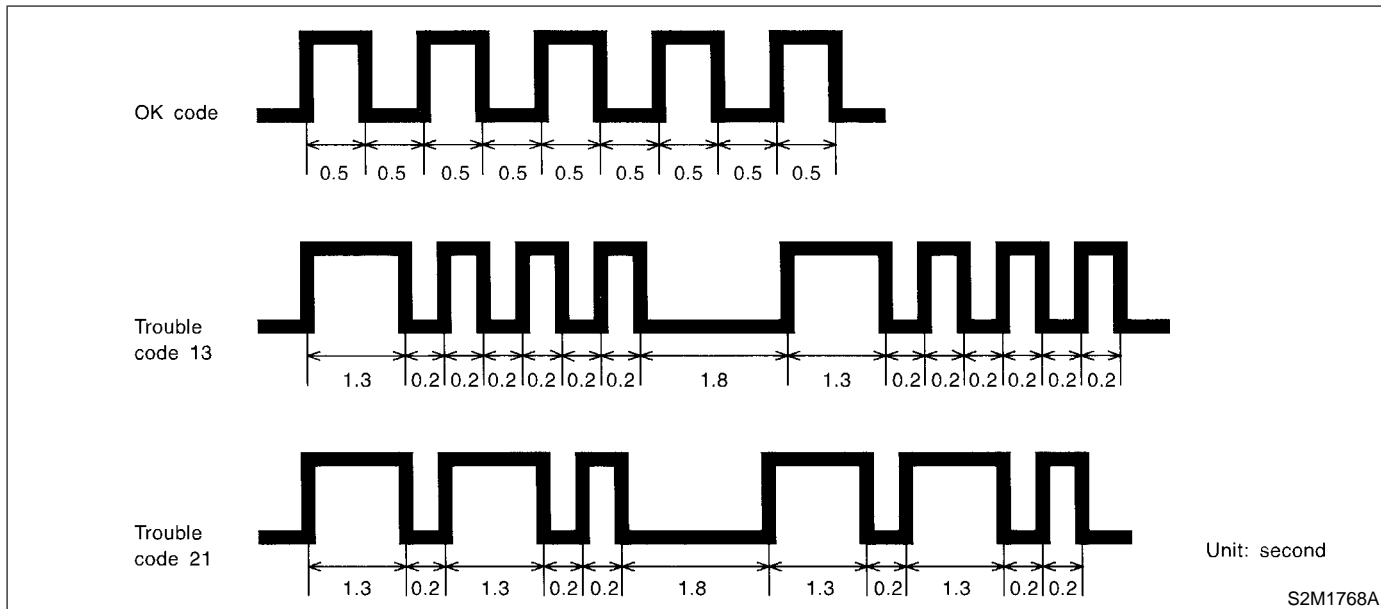 OK code
0.5 0.5 0.5 0.5 0.5 0.5 0.5 0.5 0.5
Trouble
code 13
1.3 0.2 0.2 0.2 0.2 0.2 0.2 1.8 1.3 0.2 0.2 0.2 0.2 0.2 0.2
Trouble
code 21
1.3 0.2 1.3 0.2 0.2 1.8 1.3 0.2 1.3 0.2 0.2
Unit: second
S2M1768A